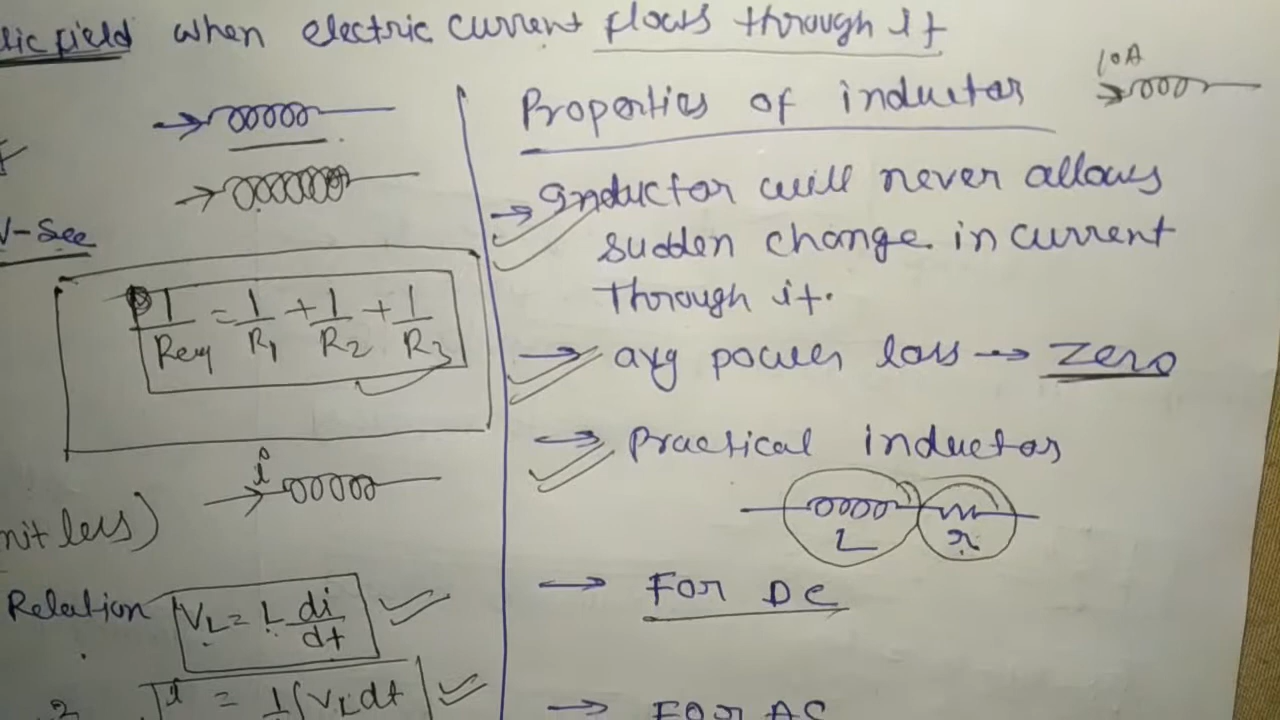 lic field when electric current flows through it
V-See
1/Req = 1/R1 + 1/R2 + 1/R3
i
nit less)
Relation VL = L di/dt
i = 1/ ∫ VL dt
10A
Properties of inductor
→ Inductor will never allows
sudden change in current
through it.
→ avg power loss → Zero
→ Practical inductor
L r
→ For DC
→ For AC